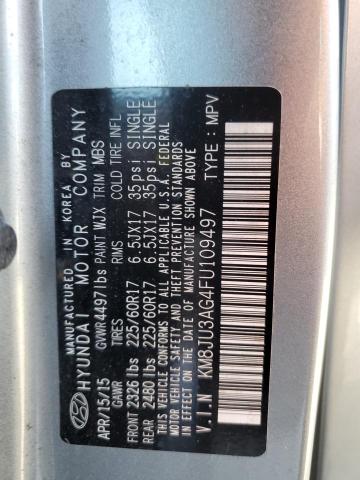 MANUFACTURED IN KOREA BY
HYUNDAI MOTOR COMPANY
APR/15/15 GVWR4497lbs PAINT WJX TRIM MBS
GAWR TIRES RIMS COLD TIRE INFL
FRONT 2326 lbs 225/60R17 6.5JX17 35psi SINGLE
REAR 2480 lbs 225/60R17 6.5JX17 35psi SINGLE
THIS VEHICLE CONFORMS TO ALL APPLICABLE U.S.A. FEDERAL
MOTOR VEHICLE SAFETY, BUMPER, AND THEFT PREVENTION
STANDARDS IN EFFECT ON THE DATE OF MANUFACTURE SHOWN ABOVE
V.I.N KM8JU3AG4FU109497 TYPE : MPV